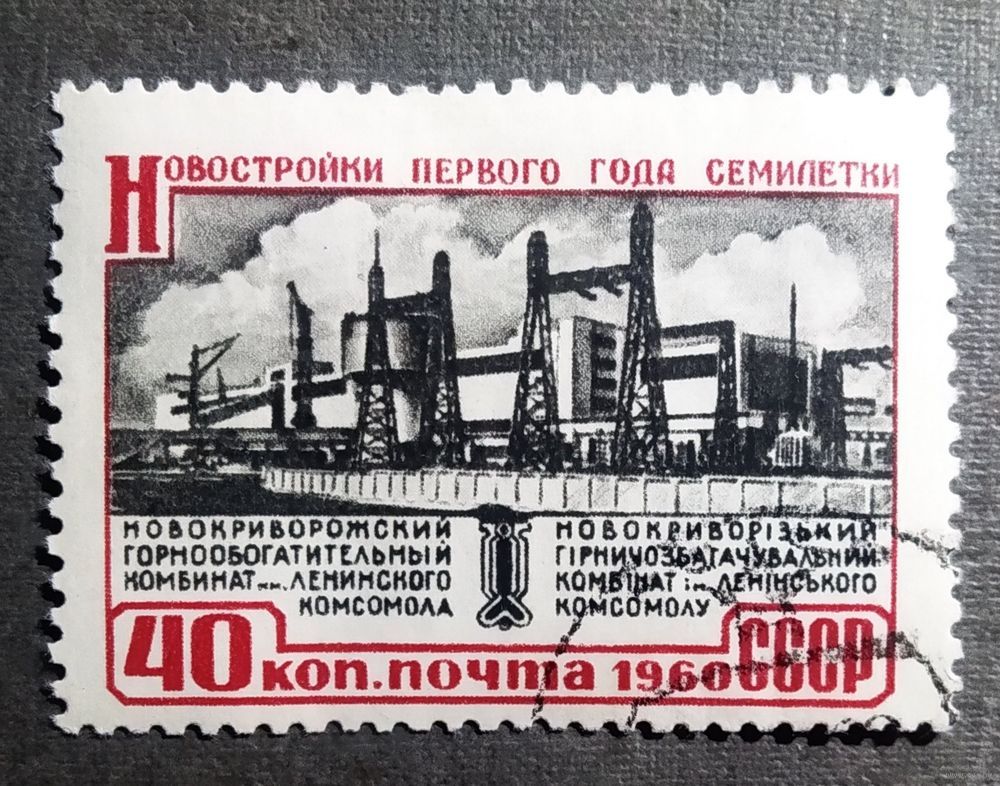 Новостройки первого года семилетки
НОВОКРИВОРОЖСКИЙ
ГОРНООБОГАТИТЕЛЬНЫЙ
КОМБИНАТ им. ЛЕНИНСКОГО
КОМСОМОЛА
НОВОКРИВОРІЗЬКИЙ
ГІРНИЧОЗБАГАЧУВАЛЬНИЙ
КОМБІНАТ ім. ЛЕНІНСЬКОГО
КОМСОМОЛУ
40 коп. почта 1960 СССР